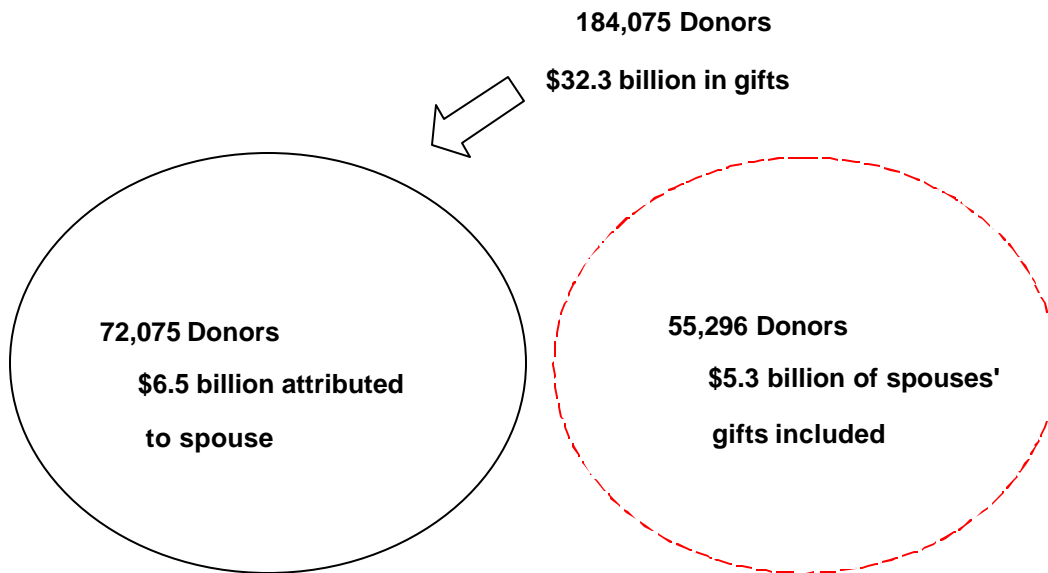 184,075 Donors
$32.3 billion in gifts
72,075 Donors
$6.5 billion attributed
to spouse
55,296 Donors
$5.3 billion of spouses'
gifts included